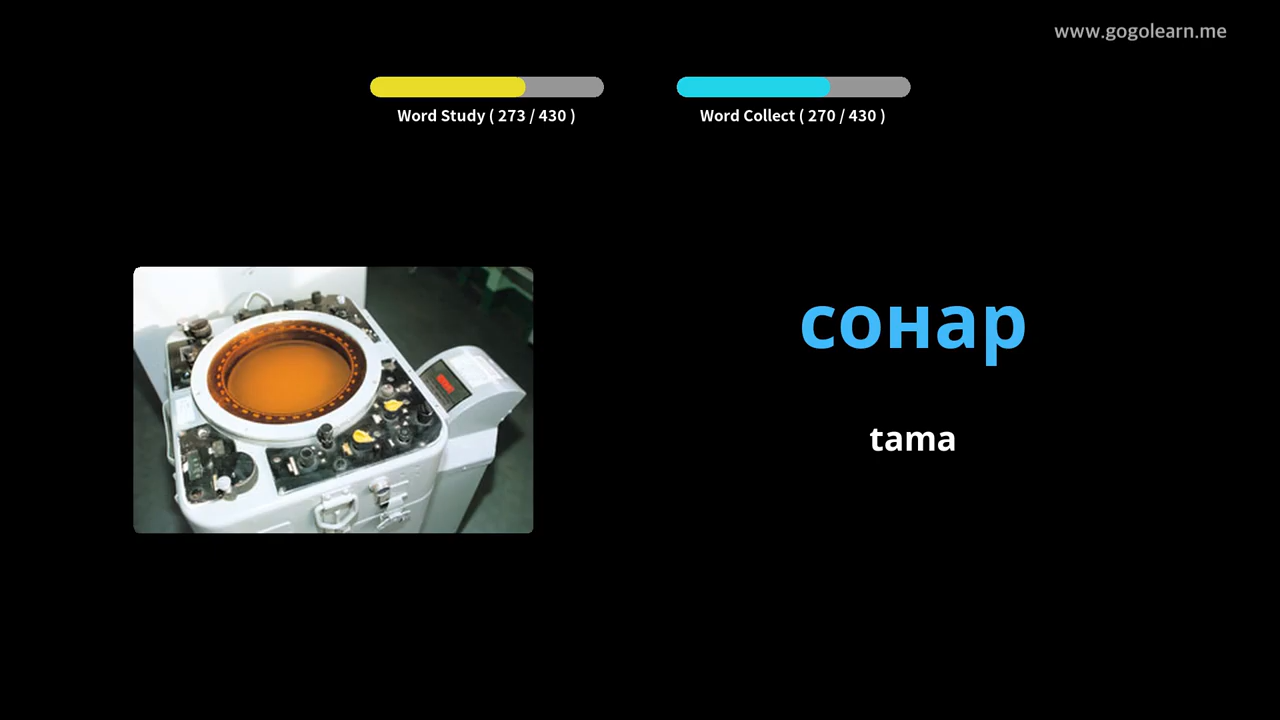 www.gogolearn.me
Word Study ( 273 / 430 )
Word Collect ( 270 / 430 )
сонар
tama